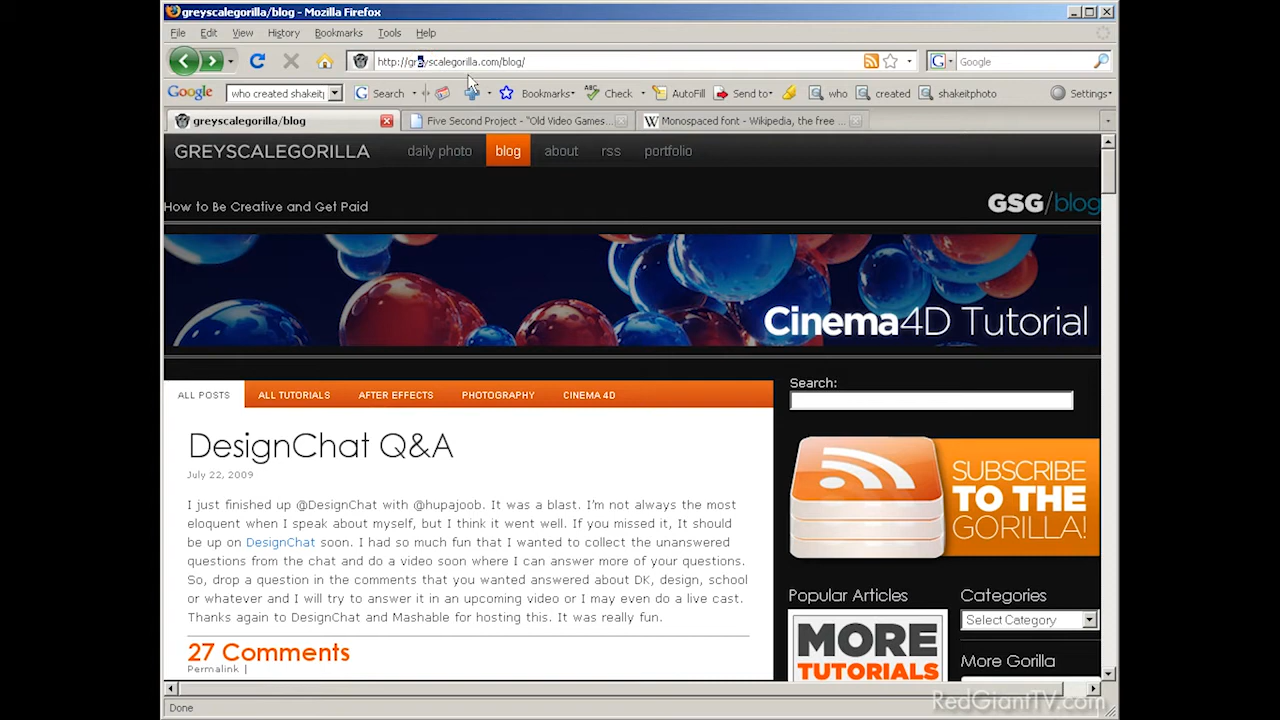 greyscalegorilla/blog - Mozilla Firefox
File Edit View History Bookmarks Tools Help
http://greyscalegorilla.com/blog/
G Google
Google who created shakeitp G Search Bookmarks Check AutoFill Send to who created shakeitphoto Settings
greyscalegorilla/blog Five Second Project - "Old Video Games... W Monospaced font - Wikipedia, the free ...
GREYSCALEGORILLA daily photo blog about rss portfolio
How to Be Creative and Get Paid
GSG/blog
Cinema4D Tutorial
ALL POSTS ALL TUTORIALS AFTER EFFECTS PHOTOGRAPHY CINEMA 4D
Search:
DesignChat Q&A
July 22, 2009
I just finished up @DesignChat with @hupajoob. It was a blast. I'm not always the most
eloquent when I speak about myself, but I think it went well. If you missed it, It should
be up on DesignChat soon. I had so much fun that I wanted to collect the unanswered
questions from the chat and do a video soon where I can answer more of your questions.
So, drop a question in the comments that you wanted answered about DK, design, school
or whatever and I will try to answer it in an upcoming video or I may even do a live cast.
Thanks again to DesignChat and Mashable for hosting this. It was really fun.
27 Comments
Permalink |
SUBSCRIBE
TO THE
GORILLA!
Popular Articles
MORE
TUTORIALS
Categories
Select Category
More Gorilla
Done
RedGiantTV.com